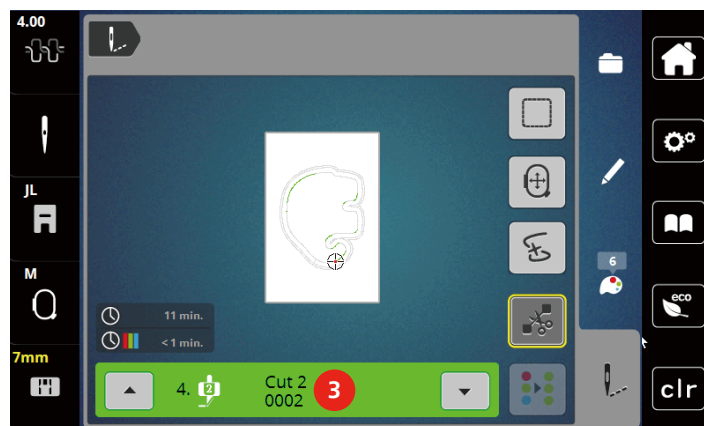 4.00
JL
M
7mm
11 min.
< 1 min.
4.
2
Cut 2
0002
3
6
eco
clr